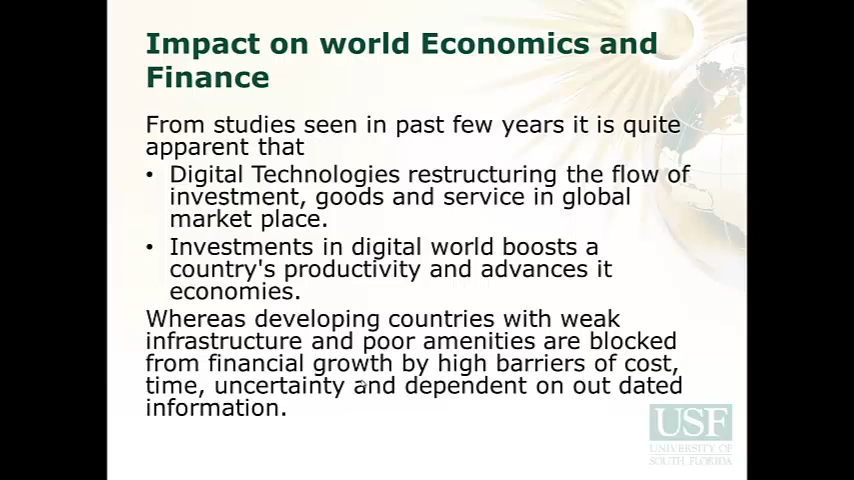 Impact on world Economics and
Finance
From studies seen in past few years it is quite
apparent that
• Digital Technologies restructuring the flow of
investment, goods and service in global
market place.
• Investments in digital world boosts a
country's productivity and advances it
economies.
Whereas developing countries with weak
infrastructure and poor amenities are blocked
from financial growth by high barriers of cost,
time, uncertainty and dependent on out dated
information.
USF
UNIVERSITY OF
SOUTH FLORIDA